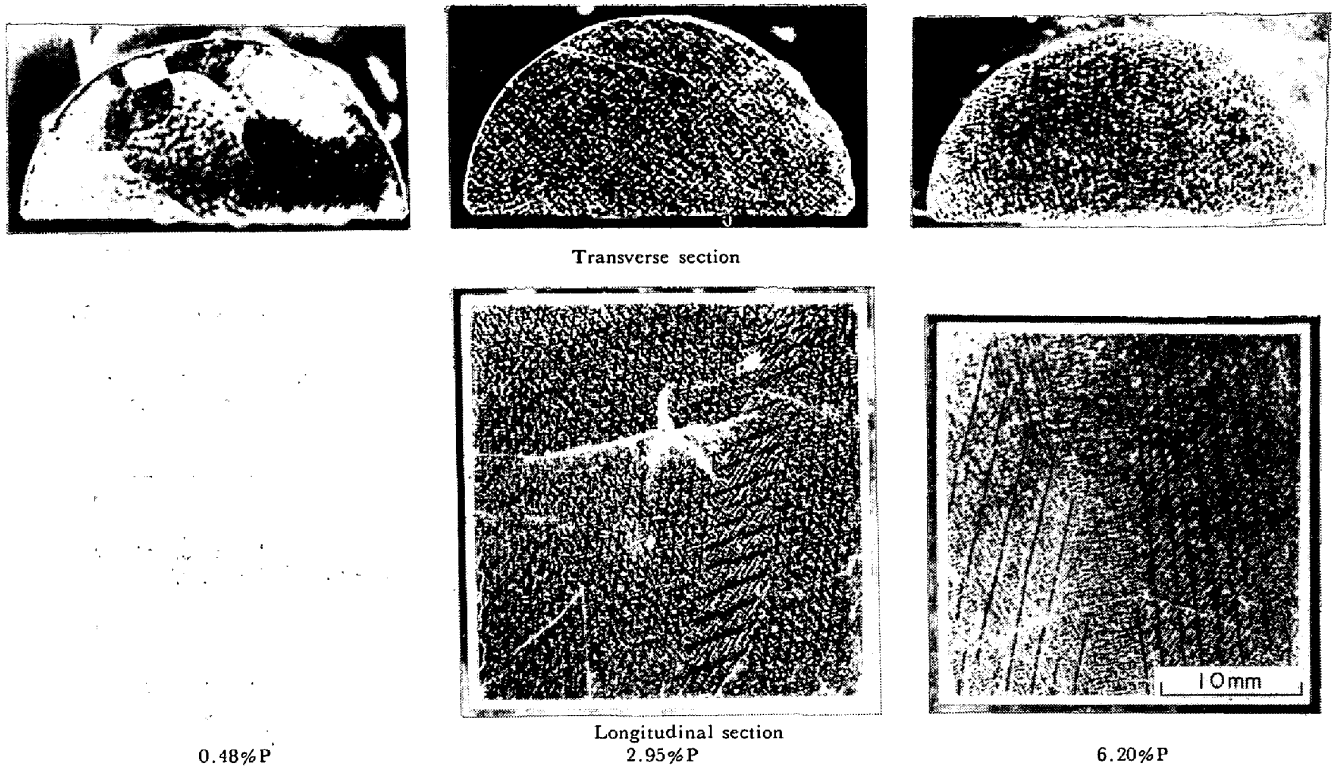 Transverse section
10mm
Longitudinal section
0.48%P
2.95%P
6.20%P